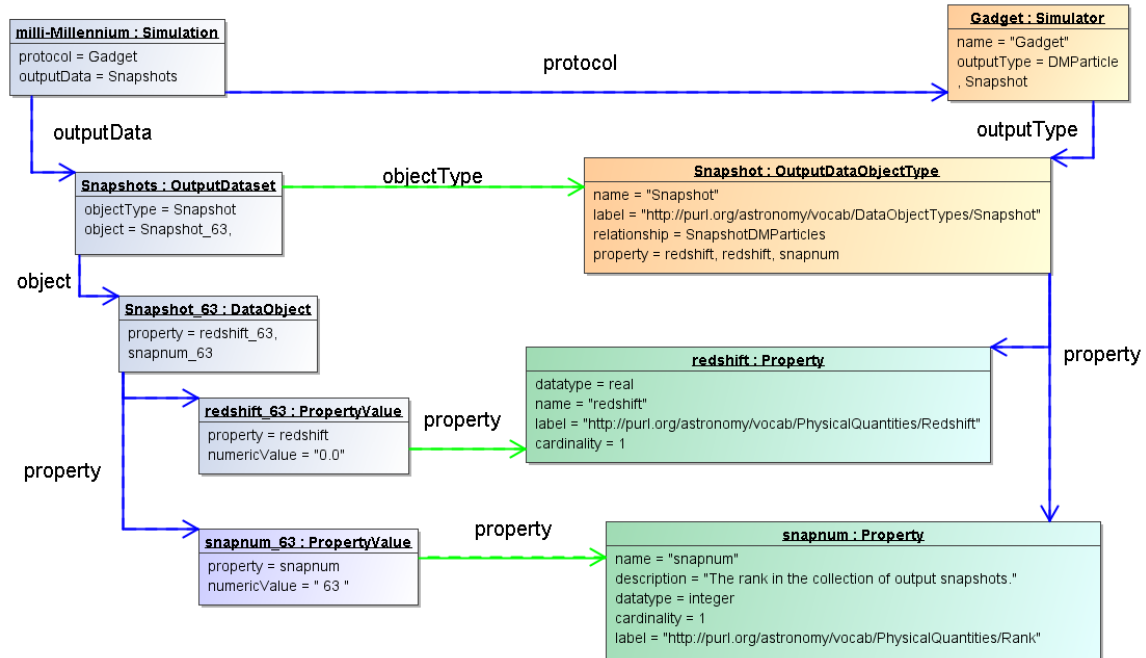 milli-Millennium : Simulation
protocol = Gadget
outputData = Snapshots
protocol
Gadget : Simulator
name = "Gadget"
outputType = DMParticle
, Snapshot
outputData
outputType
Snapshots : OutputDataset
objectType = Snapshot
object = Snapshot_63,
objectType
Snapshot : OutputDataObjectType
name = "Snapshot"
label = "http://purl.org/astronomy/vocab/DataObjectTypes/Snapshot"
relationship = SnapshotDMParticles
property = redshift, redshift, snapnum
object
Snapshot_63 : DataObject
property = redshift_63,
snapnum_63
redshift : Property
datatype = real
name = "redshift"
label = "http://purl.org/astronomy/vocab/PhysicalQuantities/Redshift"
cardinality = 1
property
redshift_63 : PropertyValue
property = redshift
numericValue = "0.0"
property
property
snapnum_63 : PropertyValue
property = snapnum
numericValue = " 63 "
property
snapnum : Property
name = "snapnum"
description = "The rank in the collection of output snapshots."
datatype = integer
cardinality = 1
label = "http://purl.org/astronomy/vocab/PhysicalQuantities/Rank"